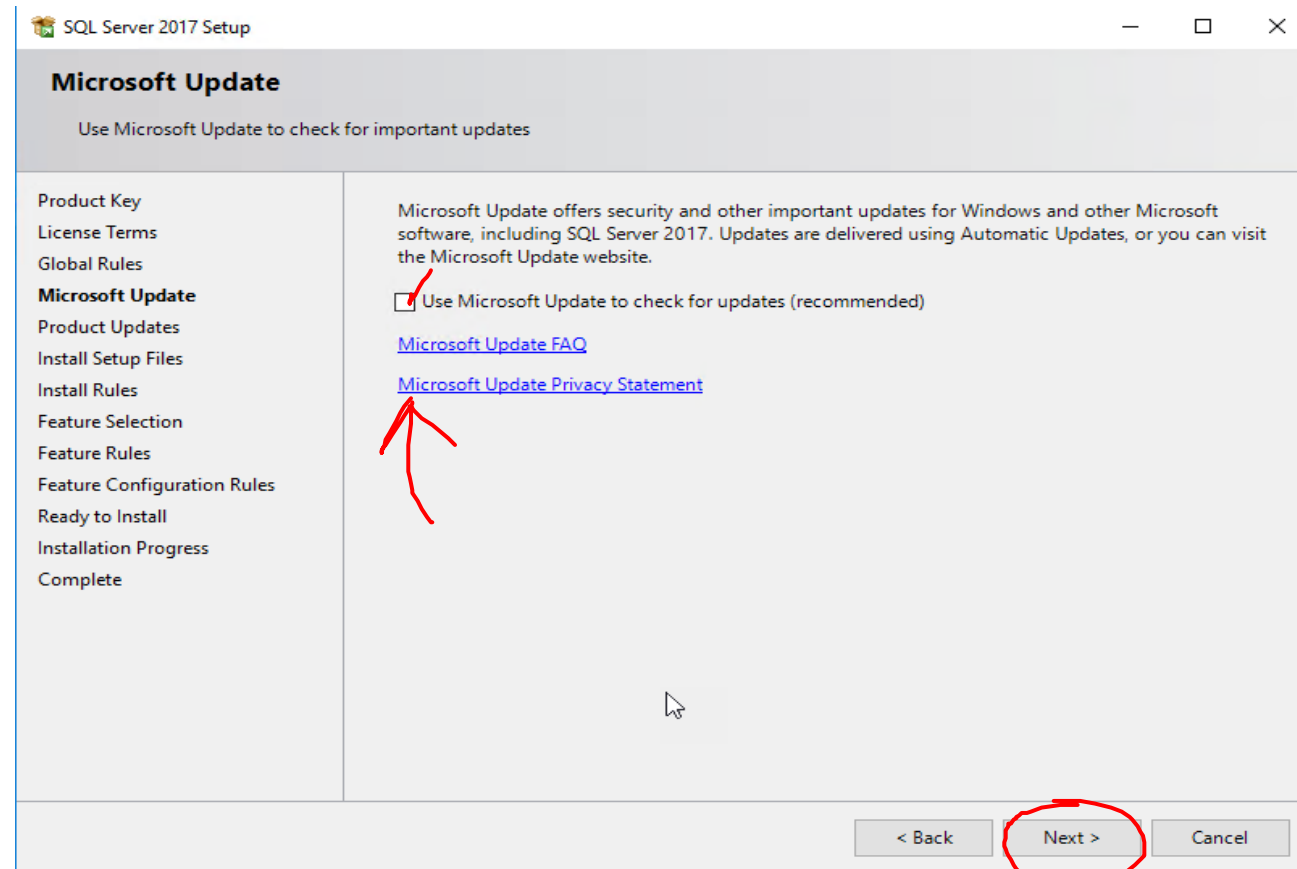 SQL Server 2017 Setup
Microsoft Update
Use Microsoft Update to check for important updates
Product Key
License Terms
Global Rules
Microsoft Update
Product Updates
Install Setup Files
Install Rules
Feature Selection
Feature Rules
Feature Configuration Rules
Ready to Install
Installation Progress
Complete
Microsoft Update offers security and other important updates for Windows and other Microsoft
software, including SQL Server 2017. Updates are delivered using Automatic Updates, or you can visit
the Microsoft Update website.
Use Microsoft Update to check for updates (recommended)
Microsoft Update FAQ
Microsoft Update Privacy Statement
< Back Next > Cancel